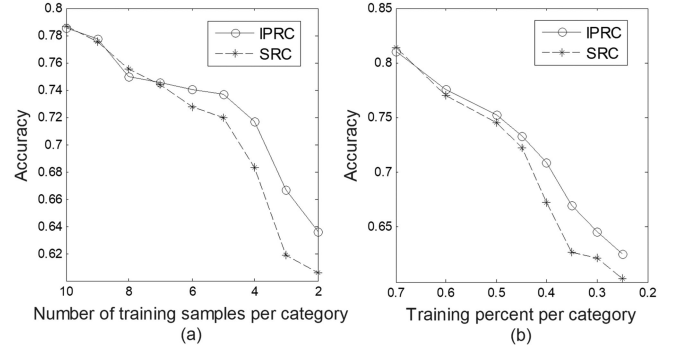 0.8
0.78
0.76
0.74
0.72
0.7
0.68
0.66
0.64
0.62
Accuracy
IPRC
SRC
10
8
6
4
2
Number of training samples per category
(a)
0.85
0.8
0.75
0.7
0.65
Accuracy
IPRC
SRC
0.7
0.6
0.5
0.4
0.3
0.2
Training percent per category
(b)